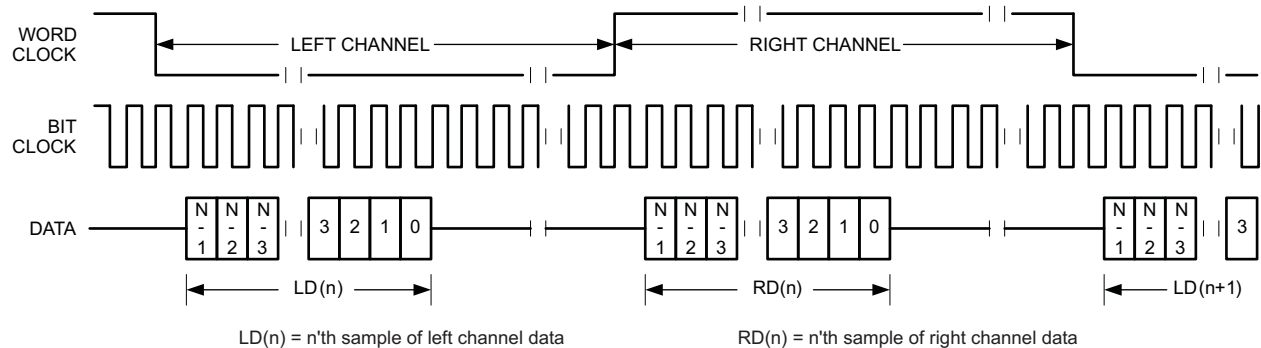 WORD
CLOCK
LEFT CHANNEL
RIGHT CHANNEL
BIT
CLOCK
DATA
N
-
1
N
-
2
N
-
3
3 2 1 0
N
-
1
N
-
2
N
-
3
3 2 1 0
N
-
1
N
-
2
N
-
3
3
LD(n)
RD(n)
LD(n+1)
LD(n) = n'th sample of left channel data
RD(n) = n'th sample of right channel data